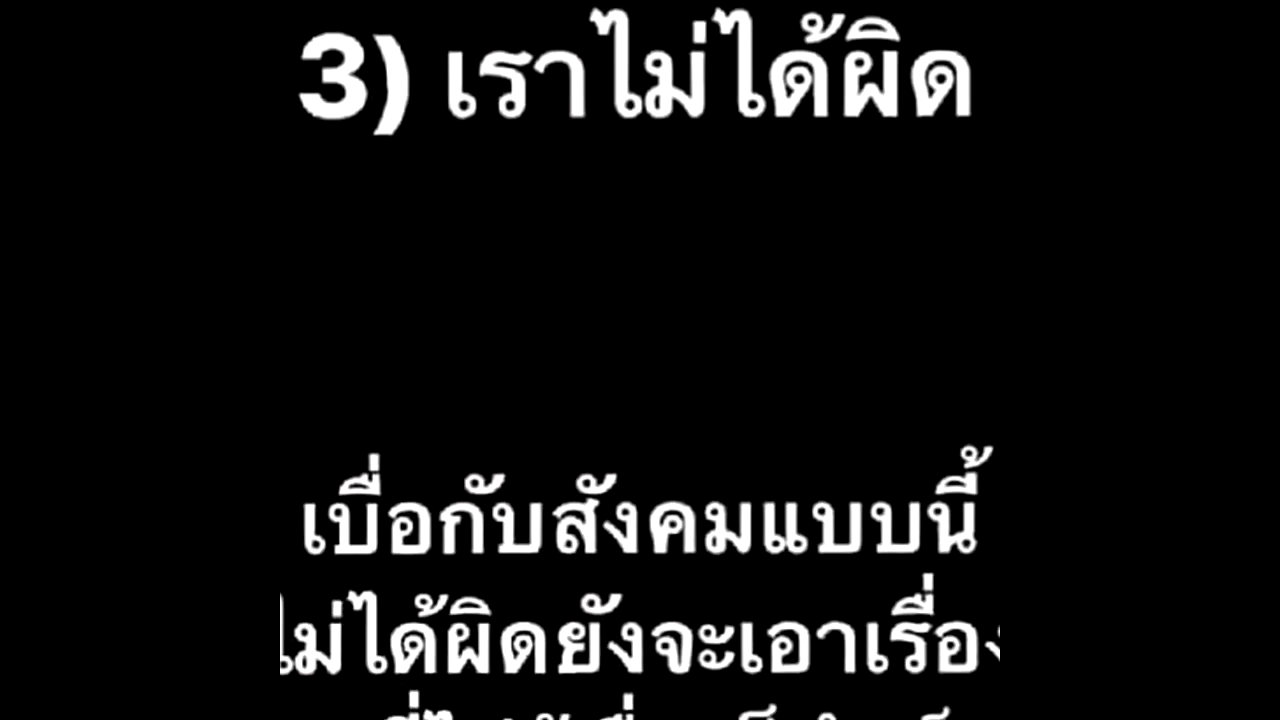 3) เราไม่ได้ผิด
เบื่อกับสังคมแบบนี้
ไม่ได้ผิดยังจะเอาเรื่อง